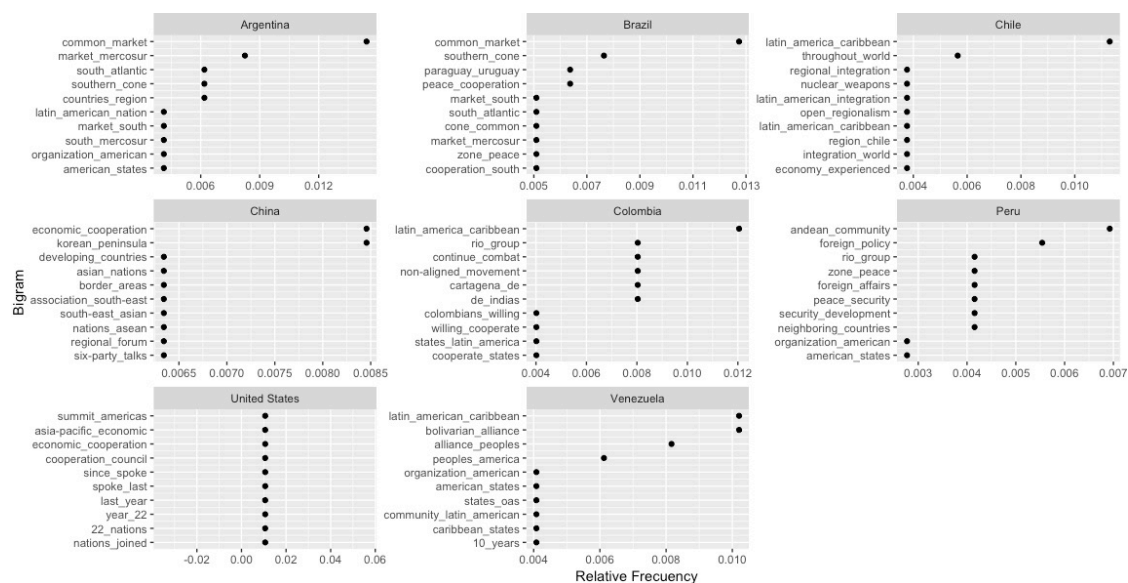 Argentina
common_market
market_mercosur
south_atlantic
southern_cone
countries_region
latin_american_nation
market_south
south_mercosur
organization_american
american_states
0.006 0.009 0.012
Brazil
common_market
southern_cone
paraguay_uruguay
peace_cooperation
market_south
south_atlantic
cone_common
market_mercosur
zone_peace
cooperation_south
0.005 0.007 0.009 0.011 0.013
Chile
latin_america_caribbean
throughout_world
regional_integration
nuclear_weapons
latin_american_integration
open_regionalism
latin_american_caribbean
region_chile
integration_world
economy_experienced
0.004 0.006 0.008 0.010
China
economic_cooperation
korean_peninsula
developing_countries
asian_nations
border_areas
association_south-east
south-east_asian
nations_asean
regional_forum
six-party_talks
0.0065 0.0070 0.0075 0.0080 0.0085
Colombia
latin_america_caribbean
rio_group
continue_combat
non-aligned_movement
cartagena_de
de_indias
colombians_willing
willing_cooperate
states_latin_america
cooperate_states
0.004 0.006 0.008 0.010 0.012
Peru
andean_community
foreign_policy
rio_group
zone_peace
foreign_affairs
peace_security
security_development
neighboring_countries
organization_american
american_states
0.003 0.004 0.005 0.006 0.007
United States
summit_americas
asia-pacific_economic
economic_cooperation
cooperation_council
since_spoke
spoke_last
last_year
year_22
22_nations
nations_joined
-0.02 0.00 0.02 0.04 0.06
Venezuela
latin_american_caribbean
bolivarian_alliance
alliance_peoples
peoples_america
organization_american
american_states
states_oas
community_latin_american
caribbean_states
10_years
0.004 0.006 0.008 0.010
Bigram
Relative Frecuency